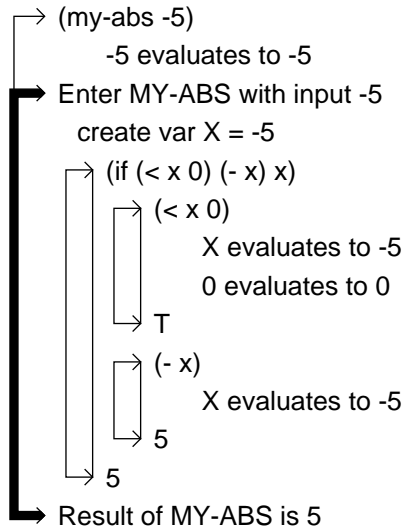 (my-abs -5)
-5 evaluates to -5
Enter MY-ABS with input -5
create var X = -5
(if (< x 0) (- x) x)
(< x 0)
X evaluates to -5
0 evaluates to 0
T
(- x)
X evaluates to -5
5
5
Result of MY-ABS is 5